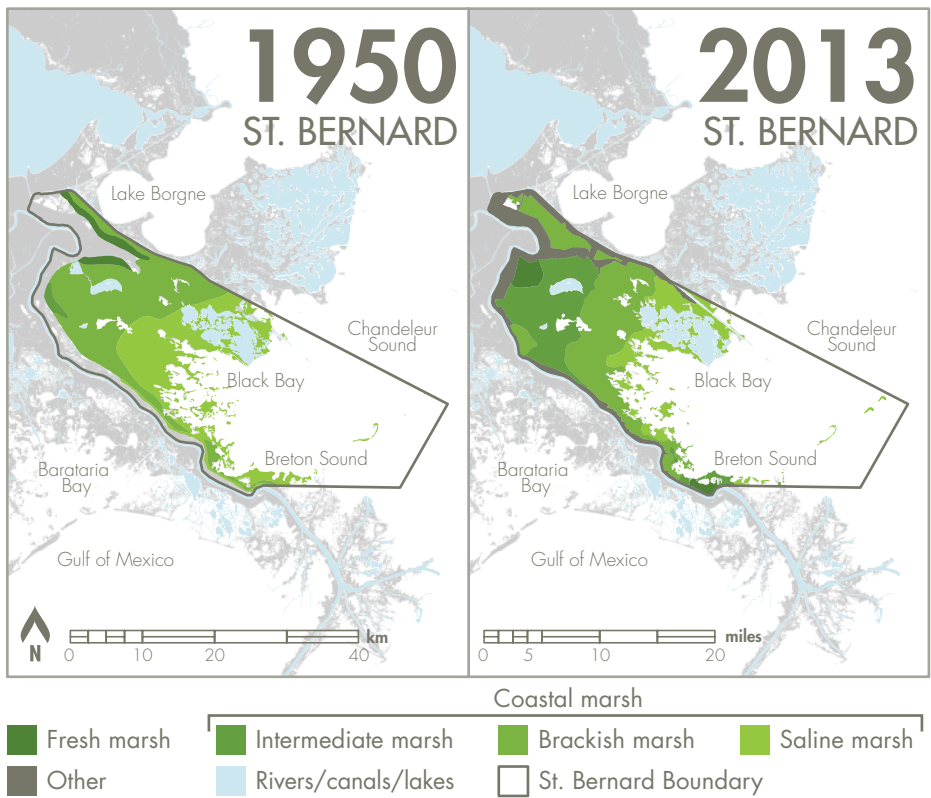 1950
ST. BERNARD
Lake Borgne
Chandeleur
Sound
Black Bay
Breton Sound
Barataria
Bay
Gulf of Mexico
N
km
0 10 20 40
2013
ST. BERNARD
Lake Borgne
Chandeleur
Sound
Black Bay
Breton Sound
Barataria
Bay
Gulf of Mexico
miles
0 5 10 20
Coastal marsh
Fresh marsh Intermediate marsh Brackish marsh Saline marsh
Other Rivers/canals/lakes St. Bernard Boundary